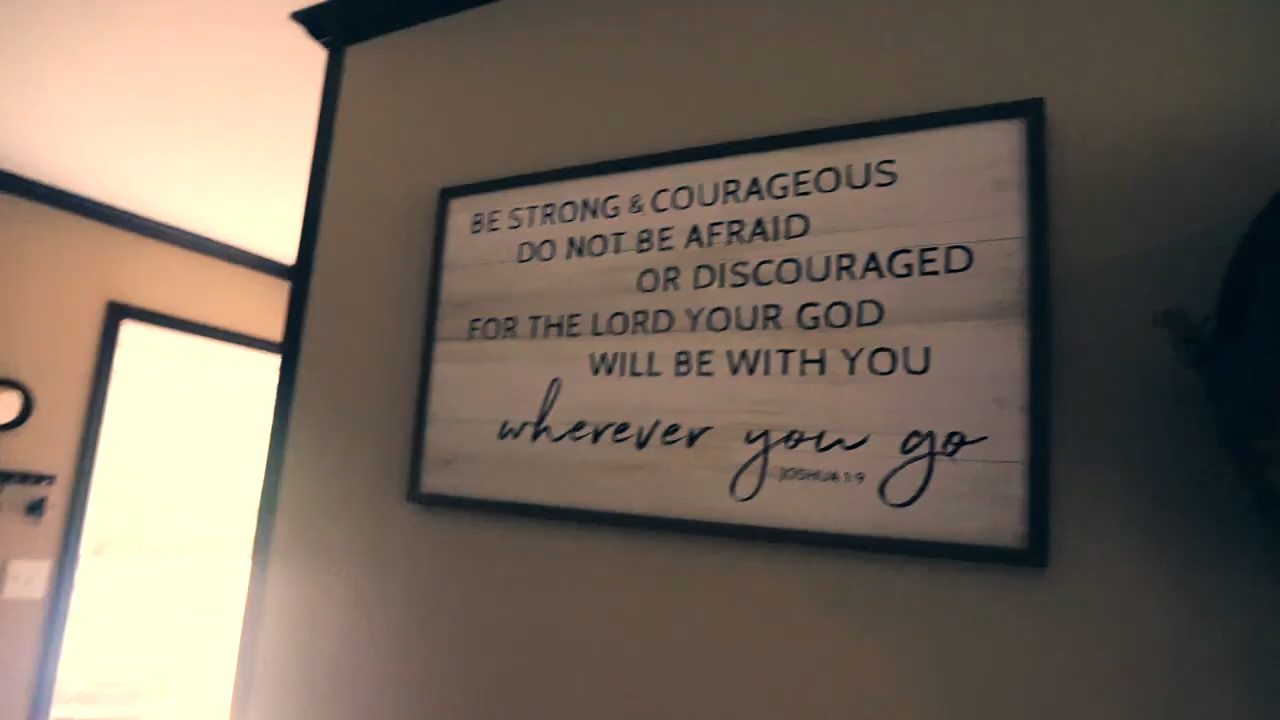 BE STRONG & COURAGEOUS
DO NOT BE AFRAID
OR DISCOURAGED
FOR THE LORD YOUR GOD
WILL BE WITH YOU
wherever you go
JOSHUA 1:9